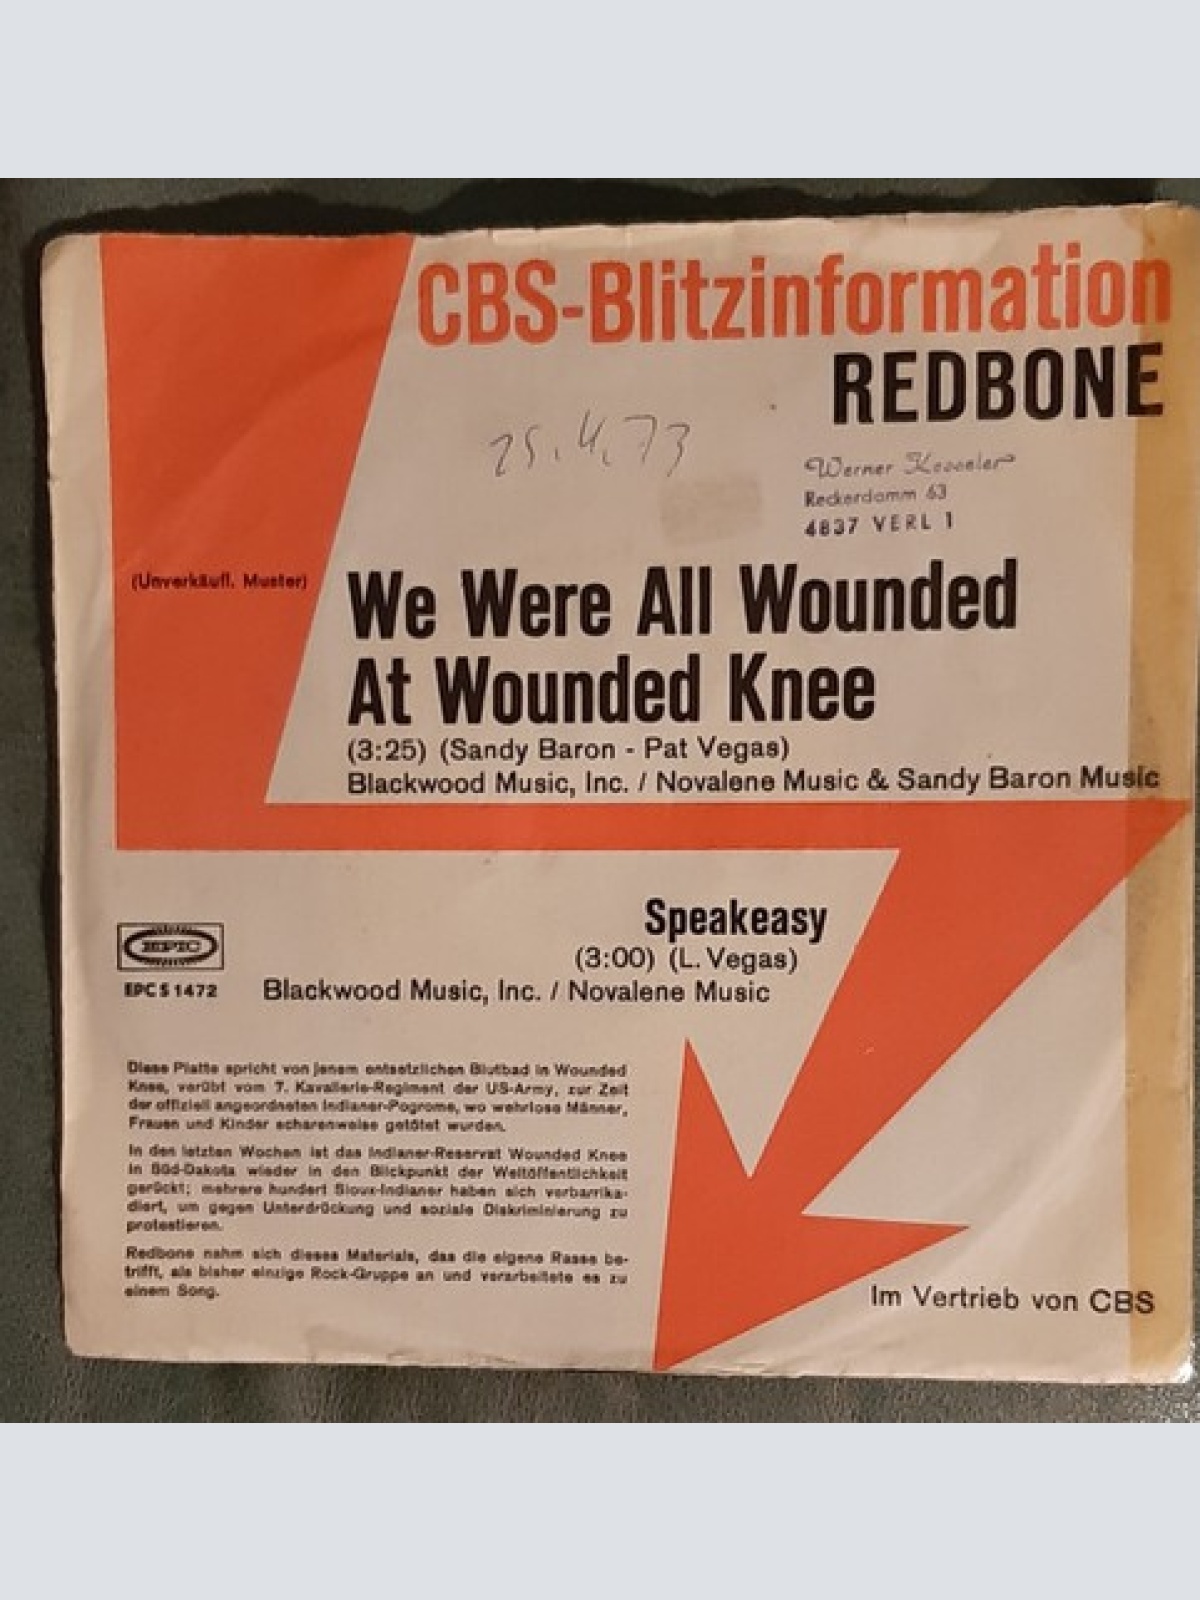 CBS-Blitzinformation
REDBONE
25.4.73
Werner
Reckerdamm 63
4837 VERL 1
(Unverkäufl. Muster)
We Were All Wounded
At Wounded Knee
(3:25) (Sandy Baron - Pat Vegas)
Blackwood Music, Inc. / Novalene Music & Sandy Baron Music
Speakeasy
(3:00) (L. Vegas)
Blackwood Music, Inc. / Novalene Music
EPIC
EPC S 1472
Diese Platte spricht von jenem entsetzlichen Blutbad in Wounded
Knee, verübt vom 7. Kavallerie-Regiment der US-Army, zur Zeit
der offiziell angeordneten Indianer-Pogrome, wo wehrlose Männer,
Frauen und Kinder scharenweise getötet wurden.
In den letzten Wochen ist das Indianer-Reservat Wounded Knee
in Süd-Dakota wieder in den Blickpunkt der Weltöffentlichkeit
gerückt; mehrere hundert Sioux-Indianer haben sich verbarrika-
diert, um gegen Unterdrückung und soziale Diskriminierung zu
protestieren.
Redbone nahm sich dieses Materials, das die eigene Rasse be-
trifft, als bisher einzige Rock-Gruppe an und verarbeitete es zu
einem Song.
Im Vertrieb von CBS